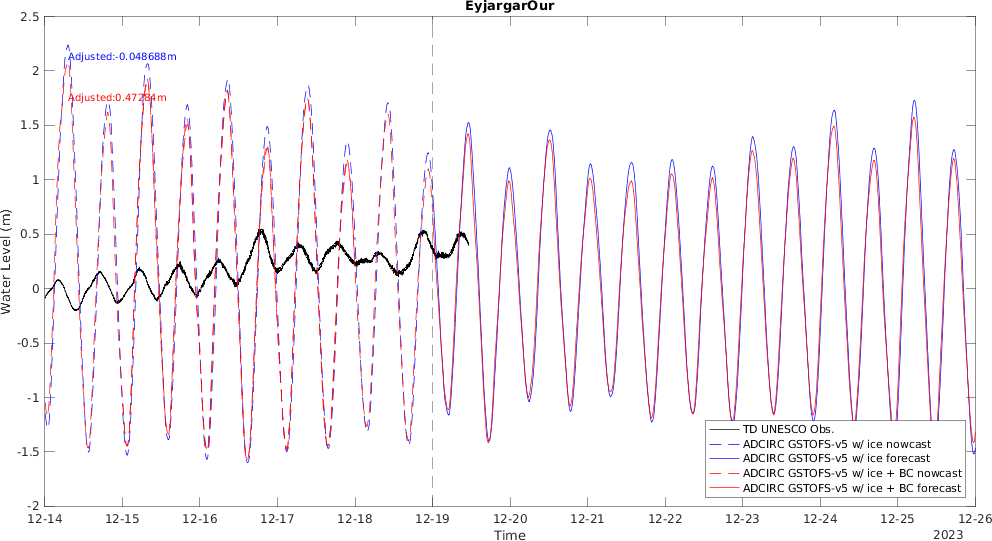 EyjargarOur
Water Level (m)
2.5
2
1.5
1
0.5
0
-0.5
-1
-1.5
-2
Adjusted:-0.048688m
Adjusted:0.47284m
TD UNESCO Obs.
ADCIRC GSTOFS-v5 w/ ice nowcast
ADCIRC GSTOFS-v5 w/ ice forecast
ADCIRC GSTOFS-v5 w/ ice + BC nowcast
ADCIRC GSTOFS-v5 w/ ice + BC forecast
12-14 12-15 12-16 12-17 12-18 12-19 12-20 12-21 12-22 12-23 12-24 12-25 12-26
Time
2023